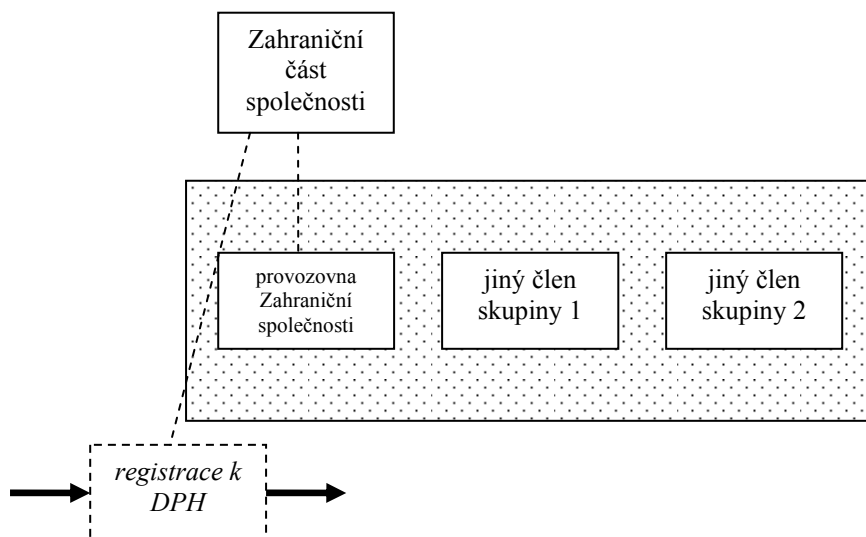 Zahraniční
část
společnosti
provozovna
Zahraniční
společnosti
jiný člen
skupiny 1
jiný člen
skupiny 2
registrace k
DPH